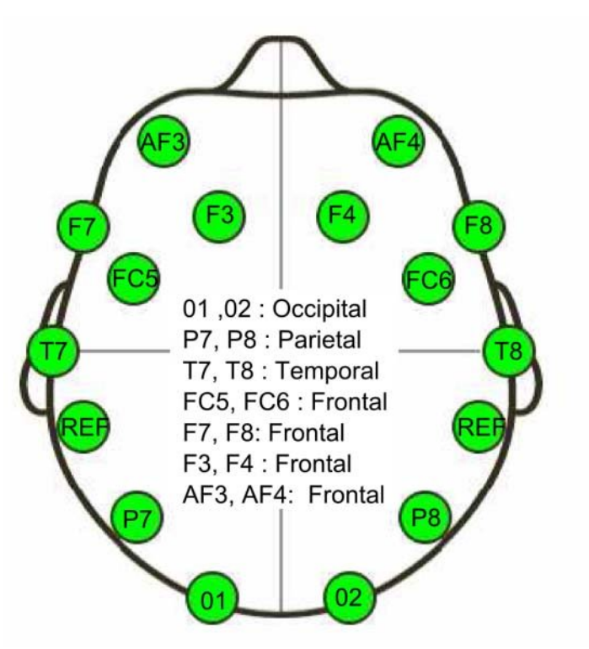 AF3 AF4
F3 F4
F7 F8
FC5 FC6
01 ,02 : Occipital
P7, P8 : Parietal
T7 T8
T7, T8 : Temporal
FC5, FC6 : Frontal
REF REF
F7, F8: Frontal
F3, F4 : Frontal
AF3, AF4:  Frontal
P7 P8
01 02